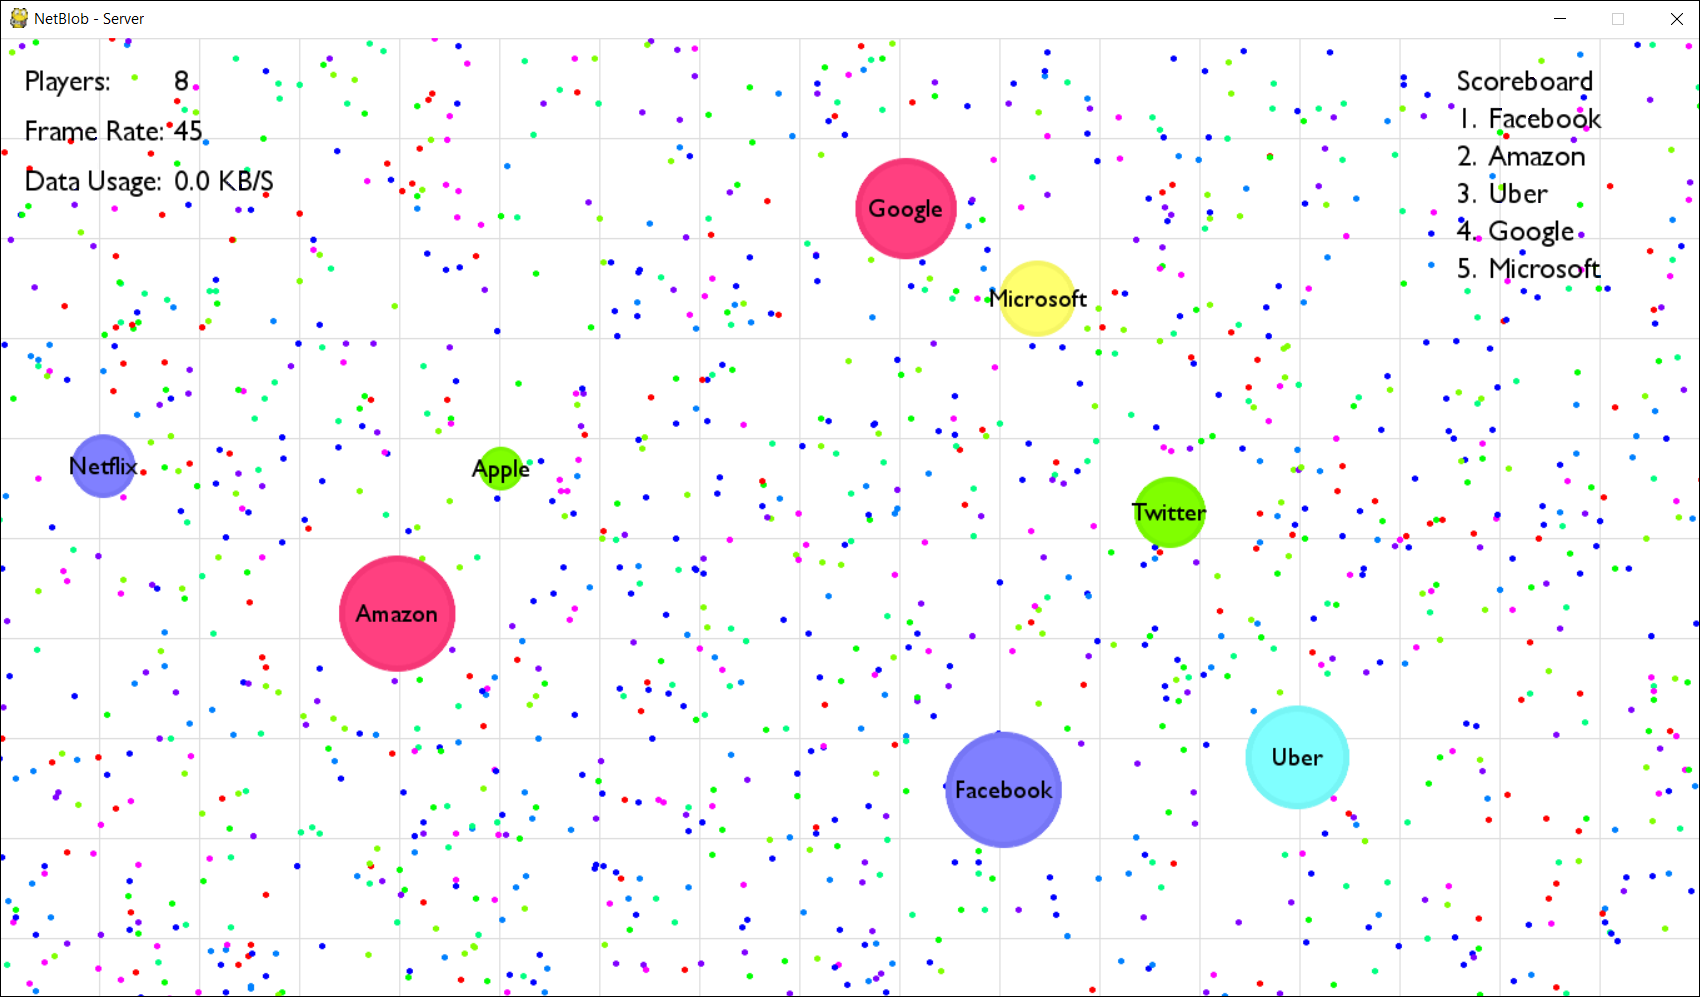 NetBlob - Server
Players: 8
Frame Rate: 45
Data Usage: 0.0 KB/S
Scoreboard
1. Facebook
2. Amazon
3. Uber
4. Google
5. Microsoft
Google
Microsoft
Netflix
Apple
Twitter
Amazon
Uber
Facebook